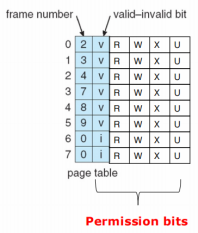 frame number valid–invalid bit
0 2 v R W X U
1 3 v R W X U
2 4 v R W X U
3 7 v R W X U
4 8 v R W X U
5 9 v R W X U
6 0 i R W X U
7 0 i R W X U
page table
Permission bits